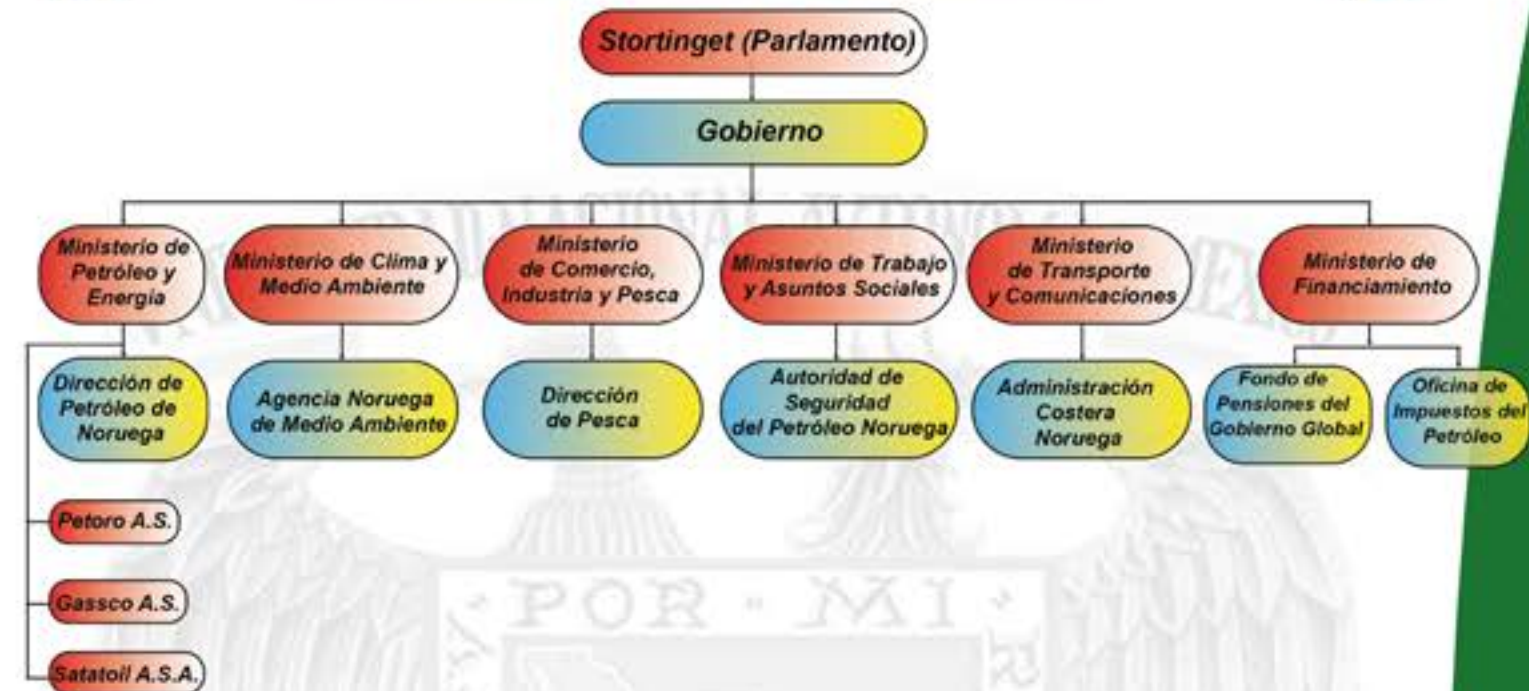 Stortinget (Parlamento)
Gobierno
Ministerio de
Petróleo y
Energía
Ministerio de Clima y
Medio Ambiente
Ministerio
de Comercio,
Industria y Pesca
Ministerio de Trabajo
y Asuntos Sociales
Ministerio
de Transporte
y Comunicaciones
Ministerio de
Financiamiento
Dirección de
Petróleo de
Noruega
Agencia Noruega
de Medio Ambiente
Dirección
de Pesca
Autoridad de
Seguridad
del Petróleo Noruega
Administración
Costera
Noruega
Fondo de
Pensiones del
Gobierno Global
Oficina de
Impuestos del
Petróleo
Petoro A.S.
Gassco A.S.
Satatoil A.S.A.
POR MI